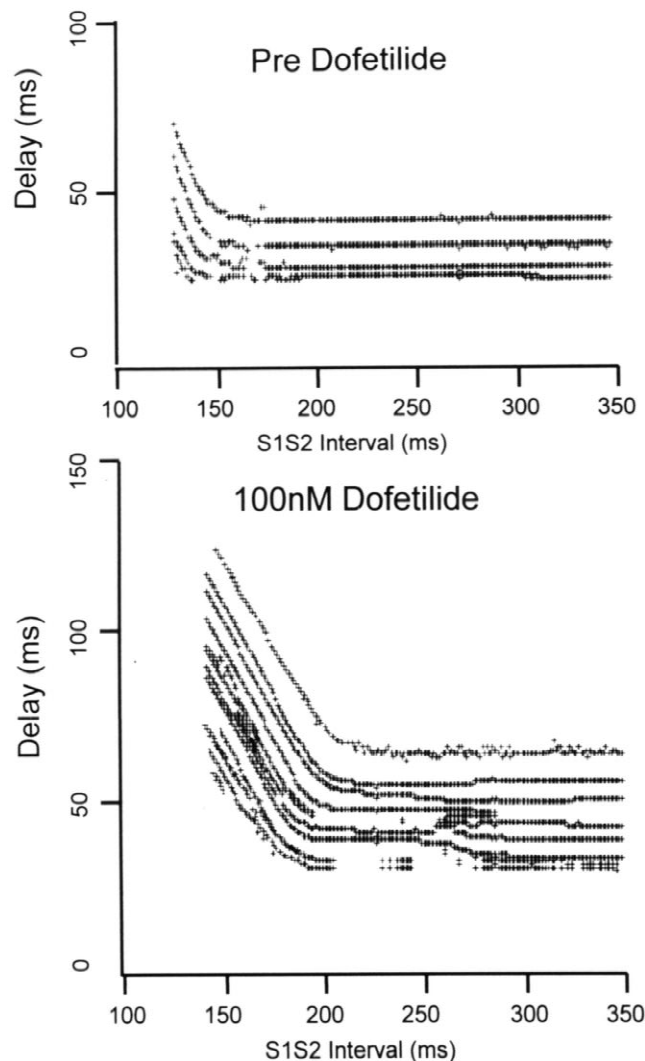 100
Pre Dofetilide
Delay (ms)
50
0
100 150 200 250 300 350
S1S2 Interval (ms)
150
100nM Dofetilide
100
Delay (ms)
50
0
100 150 200 250 300 350
S1S2 Interval (ms)